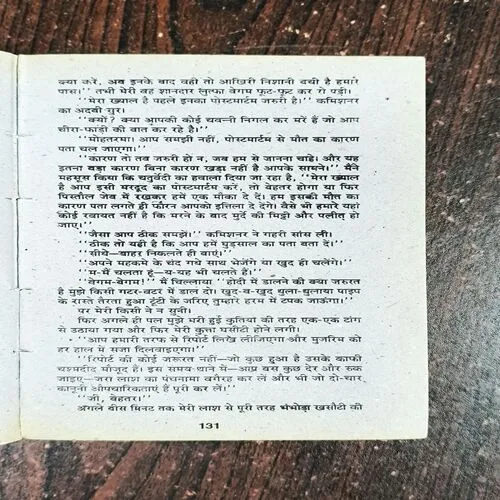 क्या करें, अब इनके बाद वही तो आखिरी निशानी बची है हमारे
पास।'' तभी मेरी वह शानदार लुत्फा बेगम फूट-फूट कर रो पड़ी।
''मेरा ख्याल है पहले इनका पोस्टमार्टम जरुरी है।'' कमिशनर
का अदबी सुर।
''क्यों? क्या आपकी कोई चवन्नी निगल कर मरे हैं जो आप
चीरा-फाड़ी की बात कर रहे है।''
''मोहतरमा! आप समझी नहीं, पोस्टमार्टम से मौत का कारण
पता चल जाएगा।''
''कारण तो तब जरुरी हो न, जब हम से जानना चाहे। और यह
इतना बड़ा कारण बिना कारण खड़ा नहीं है आपके सामने।'' मैंने
महसूस किया कि चतुर्वेदी का हवाला दिया जा रहा है, ''मेरा ख्याल
है आप इसी मरदूद का पोस्टमार्टम करें, तो बेहतर होगा या फिर
पिस्तौल जेब में रखकर हमें एक मौका दे दें। हम इसकी मौत का
कारण पता लगते ही फौरन आपको इत्तिला दे देंगे। वैसे भी हमारे यहां
कोई रवायत नहीं है कि मरने के बाद मुर्दे की मिट्टी और पलीत हो
जाए।''
''जैसा आप ठीक समझें।'' कमिशनर ने गहरी सांस ली।
''ठीक तो यही है कि आप हमें घुड़साल का पता बता दें।''
''सीधे—बाहर निकलते ही बाएं।''
''अपने महकमे के चंद गधे साथ भेजेंगे या खुद ही चलेंगे।''
''म-मैं चलता हूं—य-यह भी चलते हैं।''
''बेगम-बेगम!'' मैं चिल्लाया ''होदी में डालने की क्या जरूरत
है मुझे किसी गटर-वटर में डाल दो। खुद-ब-खुद धुला-धुलाया पाइप
के रास्ते तैरता हुआ टूंटी के जरिए तुम्हारे हरम में टपक जाऊंगा।''
पर मेरी किसी ने न सुनी।
फिर अगले ही पल मुझे मरी हुई कुतिया की तरह एक-एक टांग
से उठाया गया और फिर मेरी कुत्ता घसीटी होने लगी।
''आप हमारी तरफ से रिपोर्ट लिख लीजिएगा-और मुजरिम को
हर हाल में सजा दिलवाइएगा।''
''रिपोर्ट की कोई जरूरत नहीं—जो कुछ हुआ है उसके काफी
चश्मदीद मौजूद हैं। इस समय थाने में—आप बस कुछ देर और रुक
जाइए—जरा लाश का पंचनामा वगैरह कर लें और भी जो दो-चार
कानूनी औपचारिकताएं हैं पूरी कर लें।''
''जी, बेहतर।''
अगले बीस मिनट तक मेरी लाश से पूरी तरह भंभोड़ा खसोटी की
131